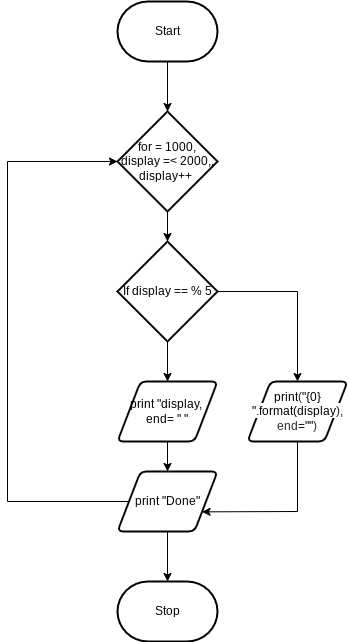 Start
for = 1000,
display =< 2000,,
display++
If display == % 5
print "display,
end= " "
print("{0}
".format(display),
end="")
print "Done"
Stop